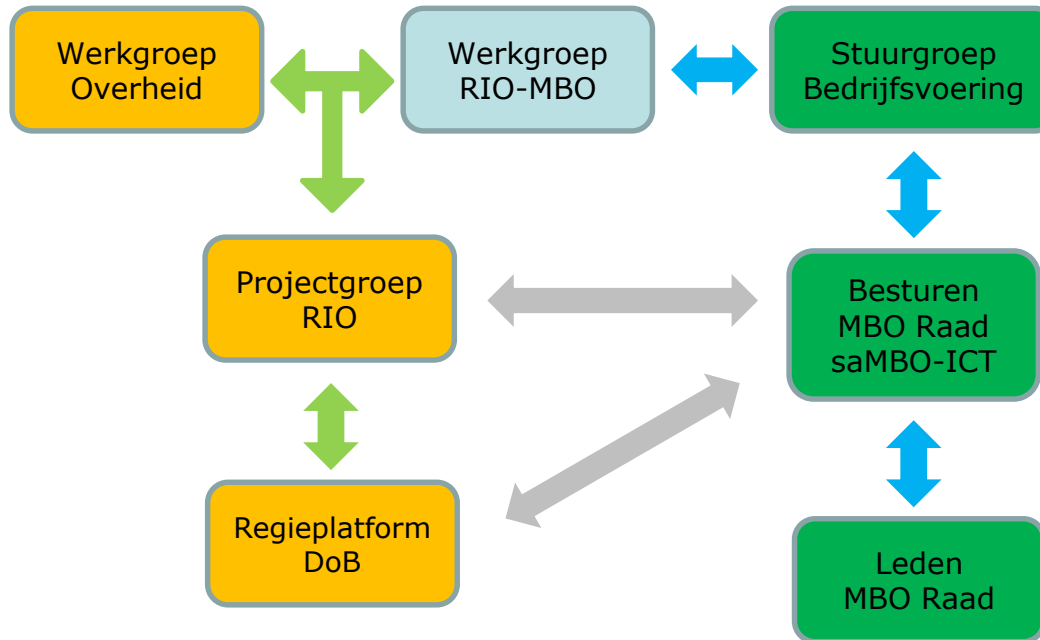 Werkgroep
Overheid
Werkgroep
RIO-MBO
Stuurgroep
Bedrijfsvoering
Projectgroep
RIO
Besturen
MBO Raad
saMBO-ICT
Regieplatform
DoB
Leden
MBO Raad